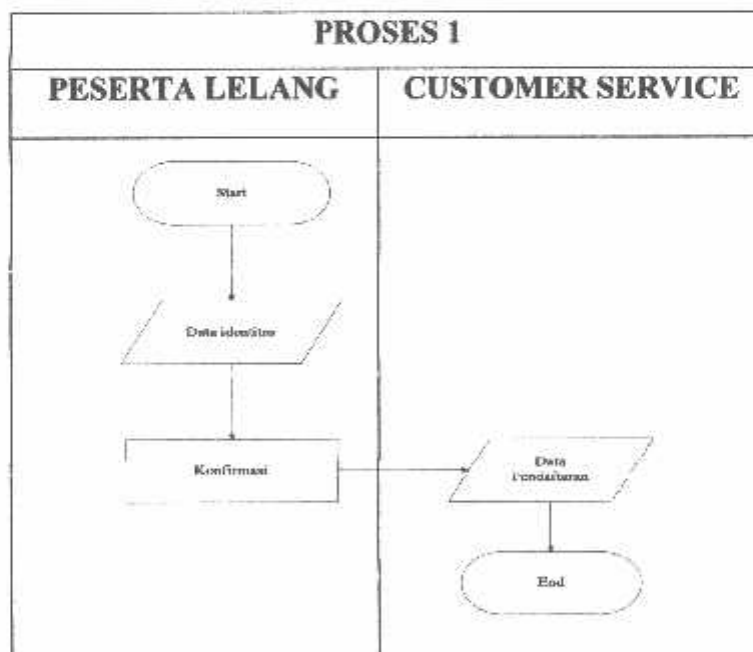 PROSES 1
PESERTA LELANG
CUSTOMER SERVICE
Start
Data identitas
Konfirmasi
Data
Pendaftaran
End